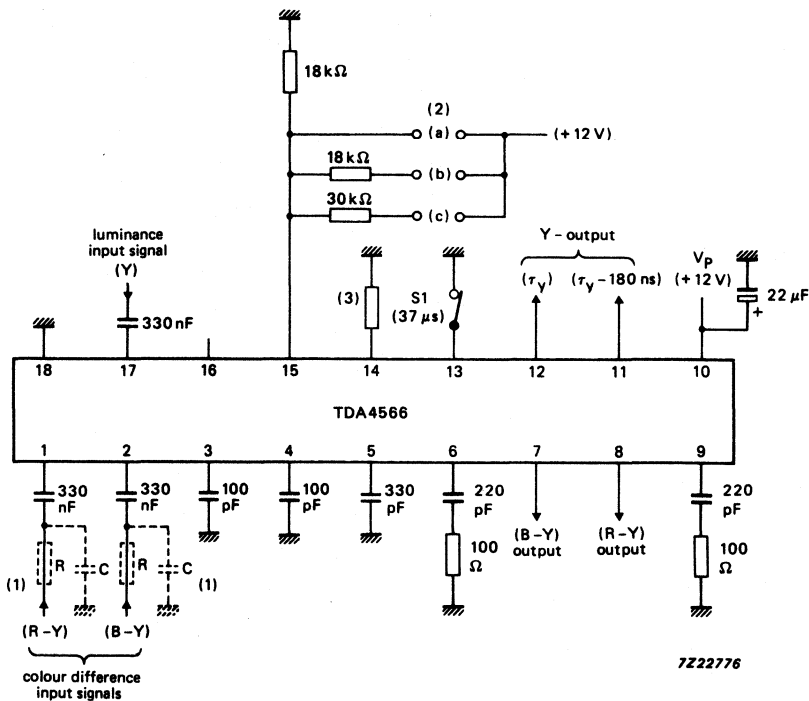 18kΩ
(2)
(a)
(+12 V)
18kΩ
(b)
30kΩ
(c)
luminance
input signal
(Y)
330 nF
(3)
S1
(37 µs)
Y – output
(τy)
(τy – 180 ns)
VP
(+ 12 V)
22 µF
+
18
17
16
15
14
13
12
11
10
TDA4566
1
2
3
4
5
6
7
8
9
330
nF
330
nF
100
pF
100
pF
330
pF
220
pF
220
pF
(B–Y)
output
(R–Y)
output
100
Ω
100
Ω
(1)
R
C
R
C
(1)
(R–Y)
(B–Y)
colour difference
input signals
7Z22776